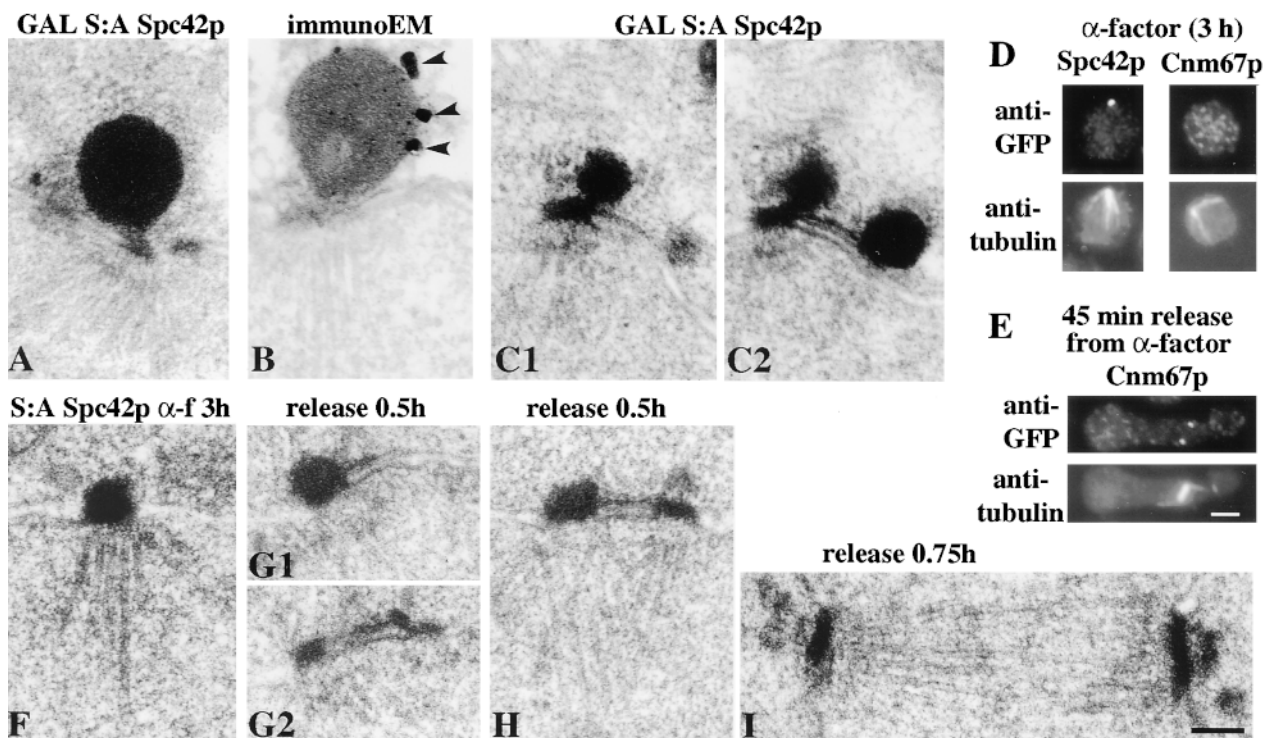 GAL S:A Spc42p
immunoEM
GAL S:A Spc42p
A
B
C1
C2
D
α-factor (3 h)
Spc42p Cnm67p
anti-
GFP
anti-
tubulin
E
45 min release
from α-factor
Cnm67p
anti-
GFP
anti-
tubulin
S:A Spc42p α-f 3h
release 0.5h
release 0.5h
F
G1
G2
H
release 0.75h
I